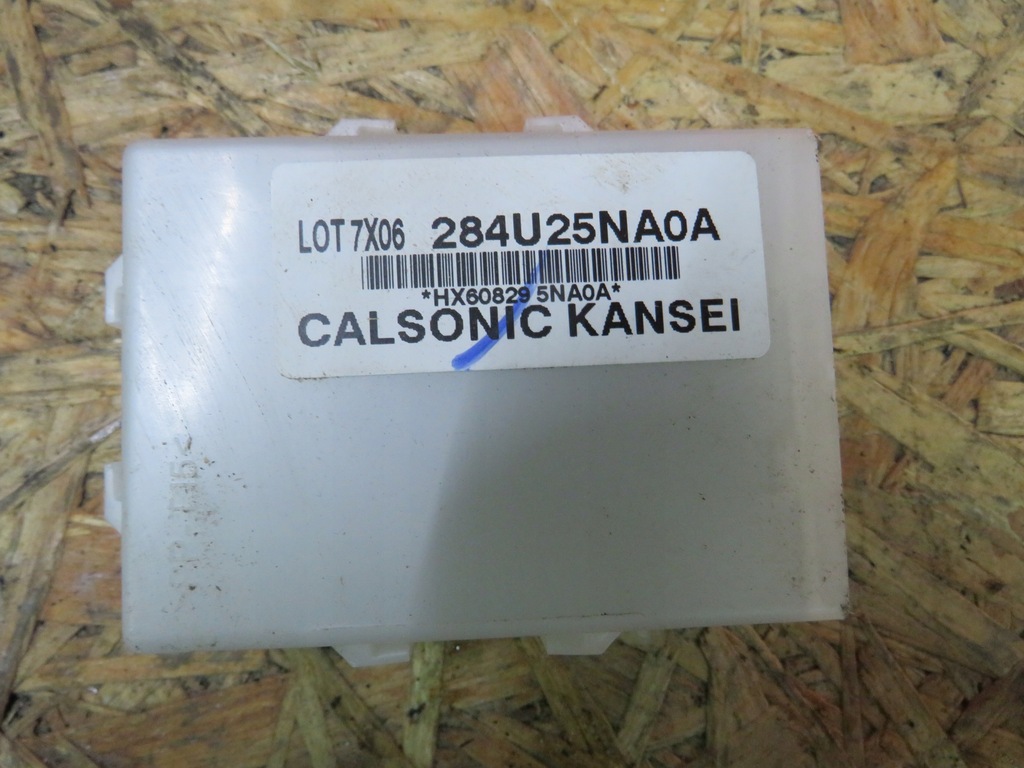 LOT 7X06 284U25NA0A
*HX60829 5NA0A*
CALSONIC KANSEI